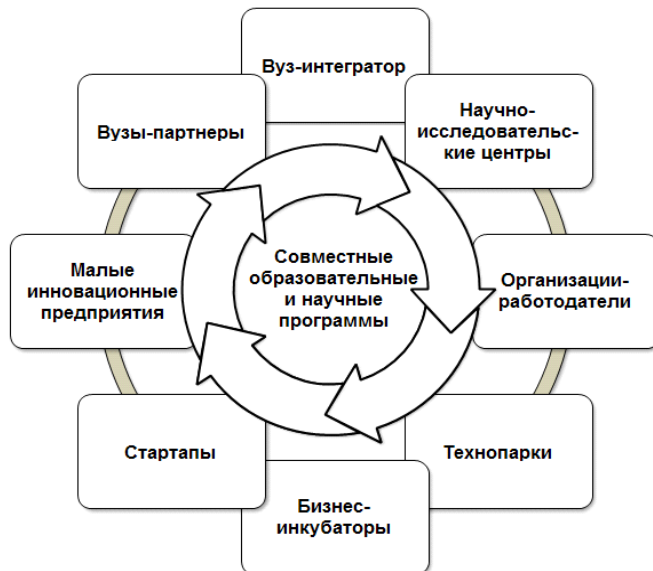 Вуз-интегратор
Научно-
исследовательс-
кие центры
Вузы-партнеры
Совместные
образовательные
и научные
программы
Малые
инновационные
предприятия
Организации-
работодатели
Стартапы
Технопарки
Бизнес-
инкубаторы